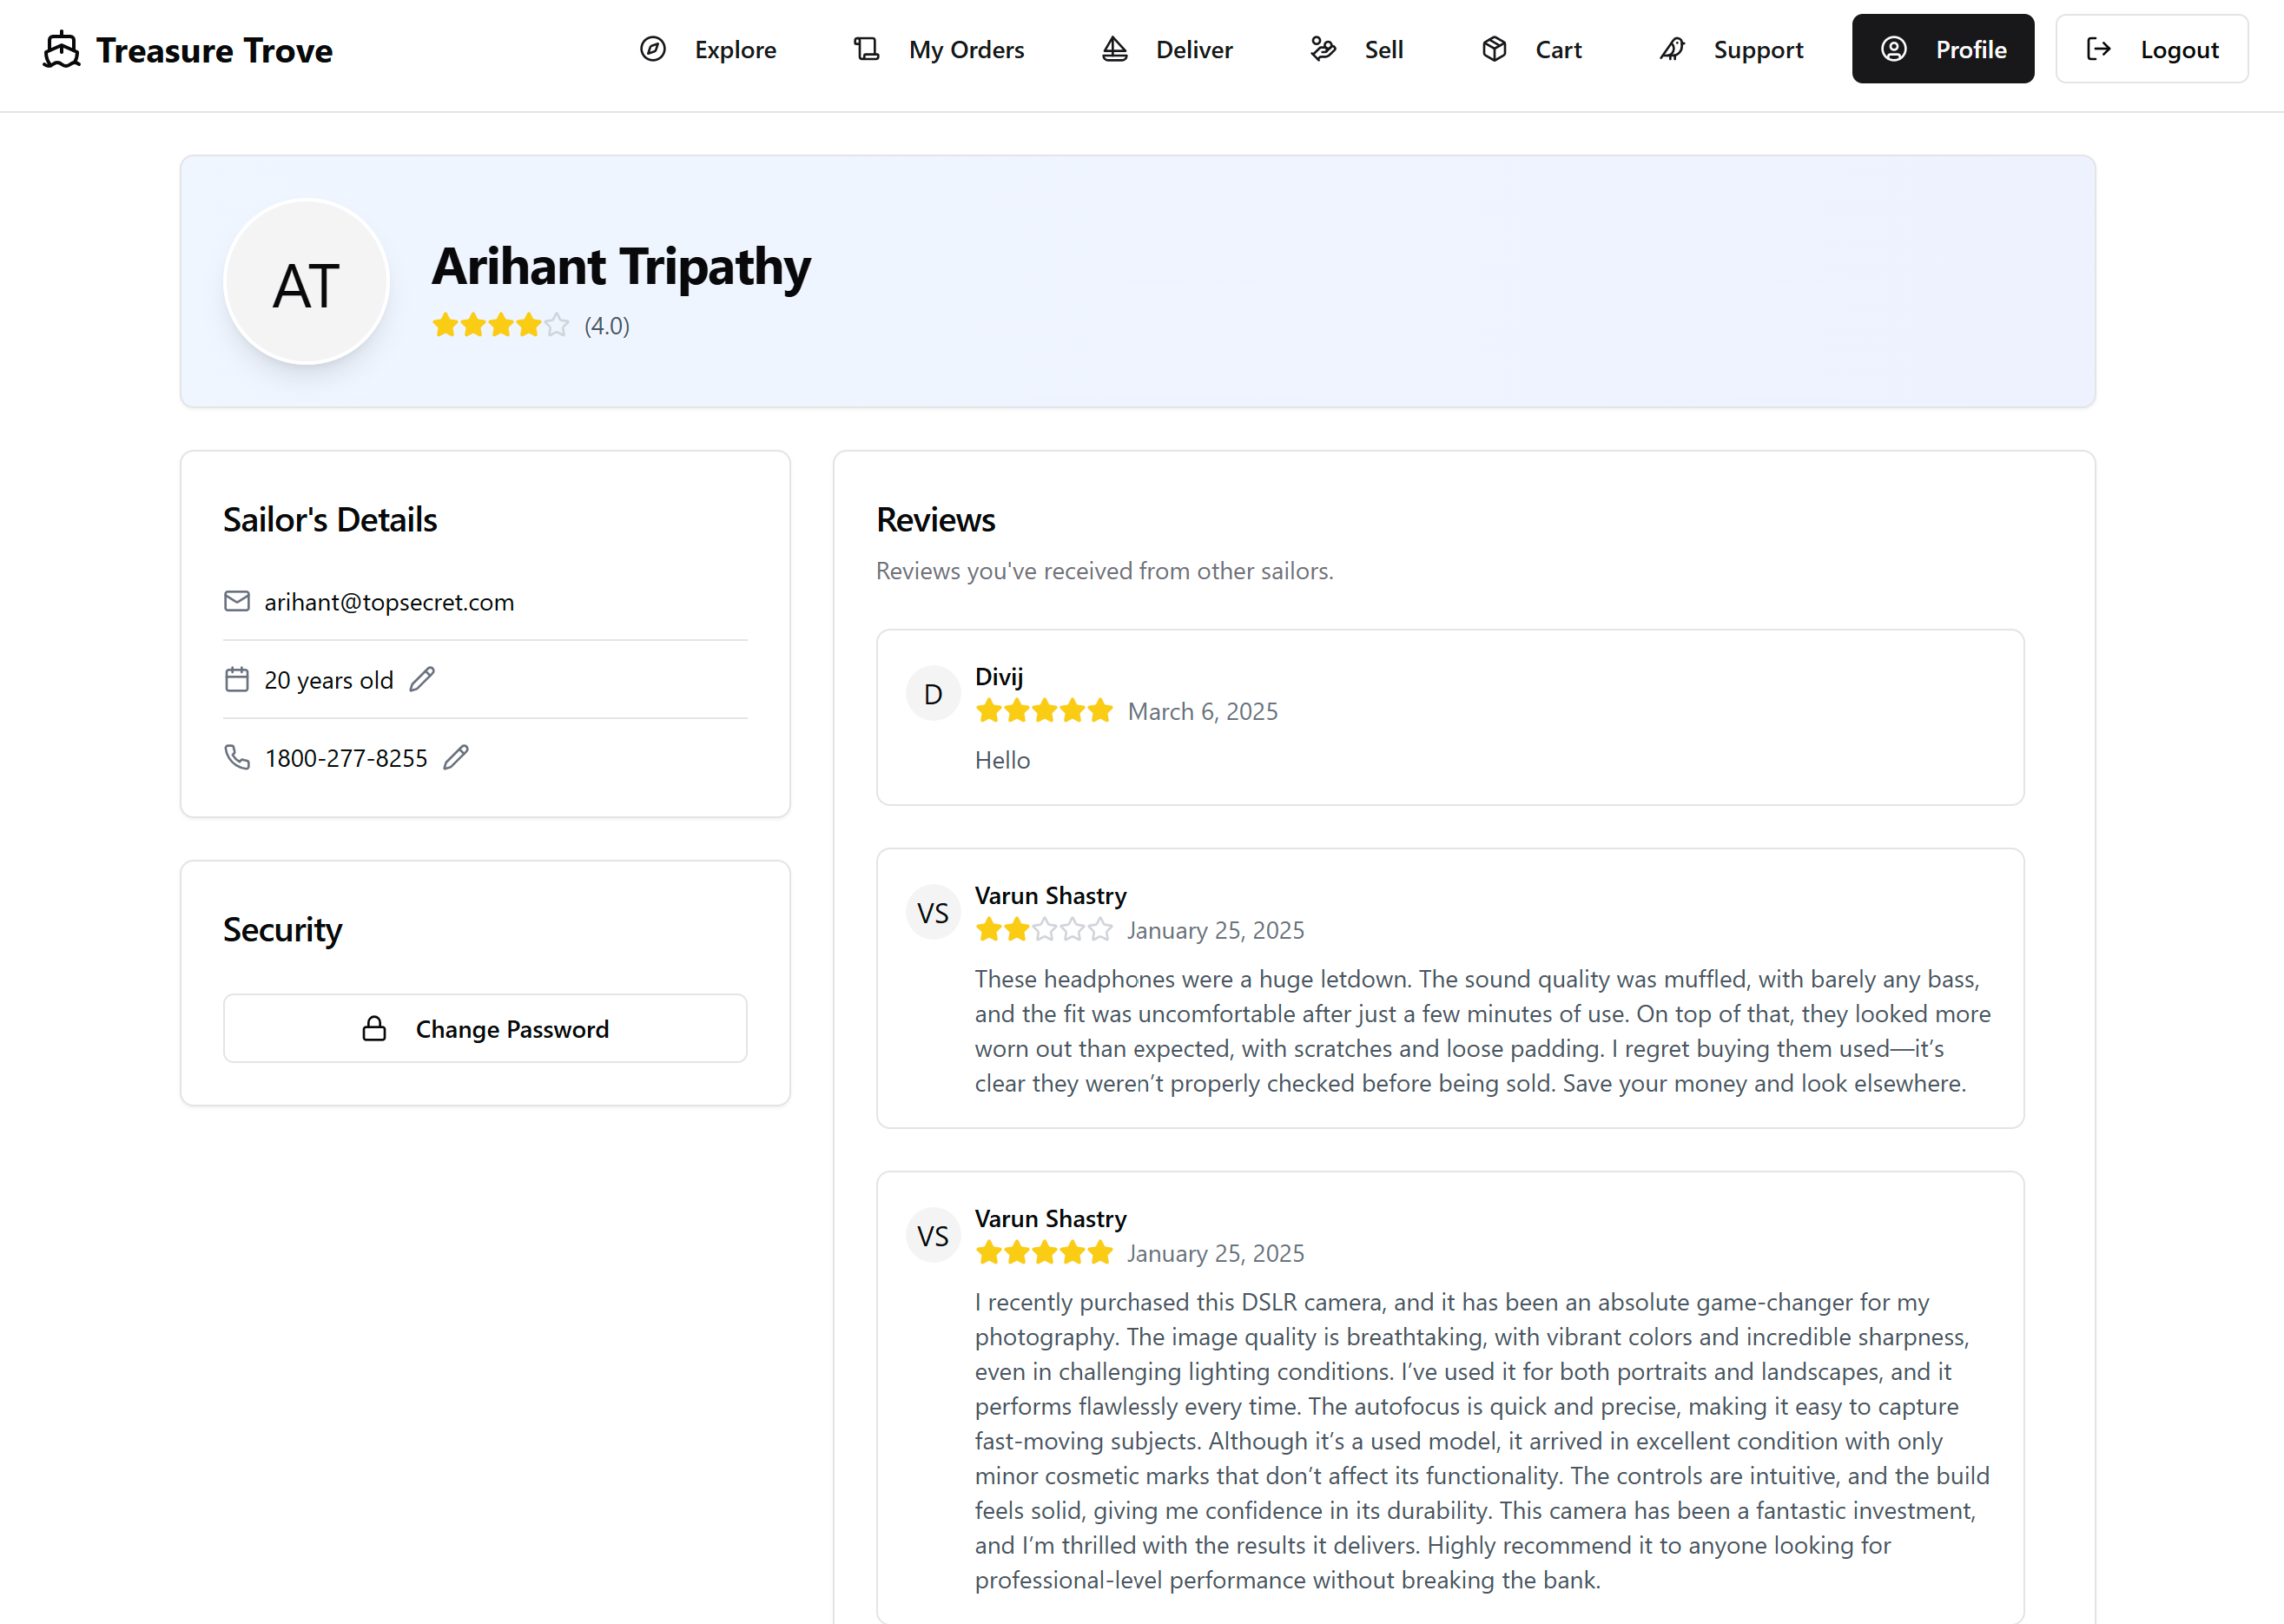 Treasure Trove
Explore
My Orders
Deliver
Sell
Cart
Support
Profile
Logout
AT
Arihant Tripathy
(4.0)
Sailor's Details
arihant@topsecret.com
20 years old
1800-277-8255
Security
Change Password
Reviews
Reviews you've received from other sailors.
D
Divij
March 6, 2025
Hello
VS
Varun Shastry
January 25, 2025
These headphones were a huge letdown. The sound quality was muffled, with barely any bass,
and the fit was uncomfortable after just a few minutes of use. On top of that, they looked more
worn out than expected, with scratches and loose padding. I regret buying them used—it’s
clear they weren’t properly checked before being sold. Save your money and look elsewhere.
VS
Varun Shastry
January 25, 2025
I recently purchased this DSLR camera, and it has been an absolute game-changer for my
photography. The image quality is breathtaking, with vibrant colors and incredible sharpness,
even in challenging lighting conditions. I’ve used it for both portraits and landscapes, and it
performs flawlessly every time. The autofocus is quick and precise, making it easy to capture
fast-moving subjects. Although it’s a used model, it arrived in excellent condition with only
minor cosmetic marks that don’t affect its functionality. The controls are intuitive, and the build
feels solid, giving me confidence in its durability. This camera has been a fantastic investment,
and I’m thrilled with the results it delivers. Highly recommend it to anyone looking for
professional-level performance without breaking the bank.